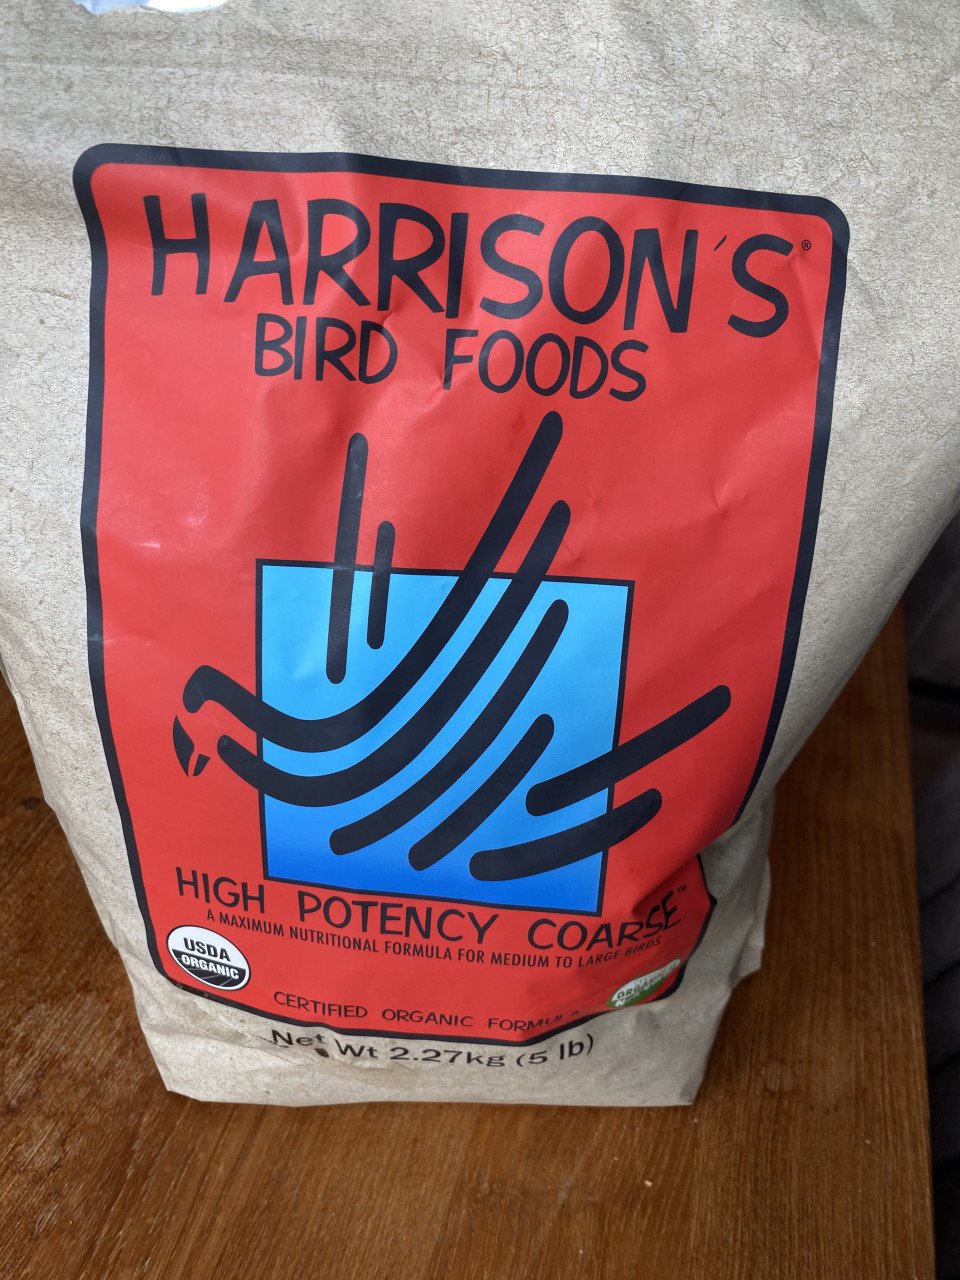 HARRISON'S®
BIRD FOODS
HIGH POTENCY COARSE™
A MAXIMUM NUTRITIONAL FORMULA FOR MEDIUM TO LARGE BIRDS
USDA
ORGANIC
CERTIFIED ORGANIC FORMULA
Net Wt 2.27kg (5 lb)